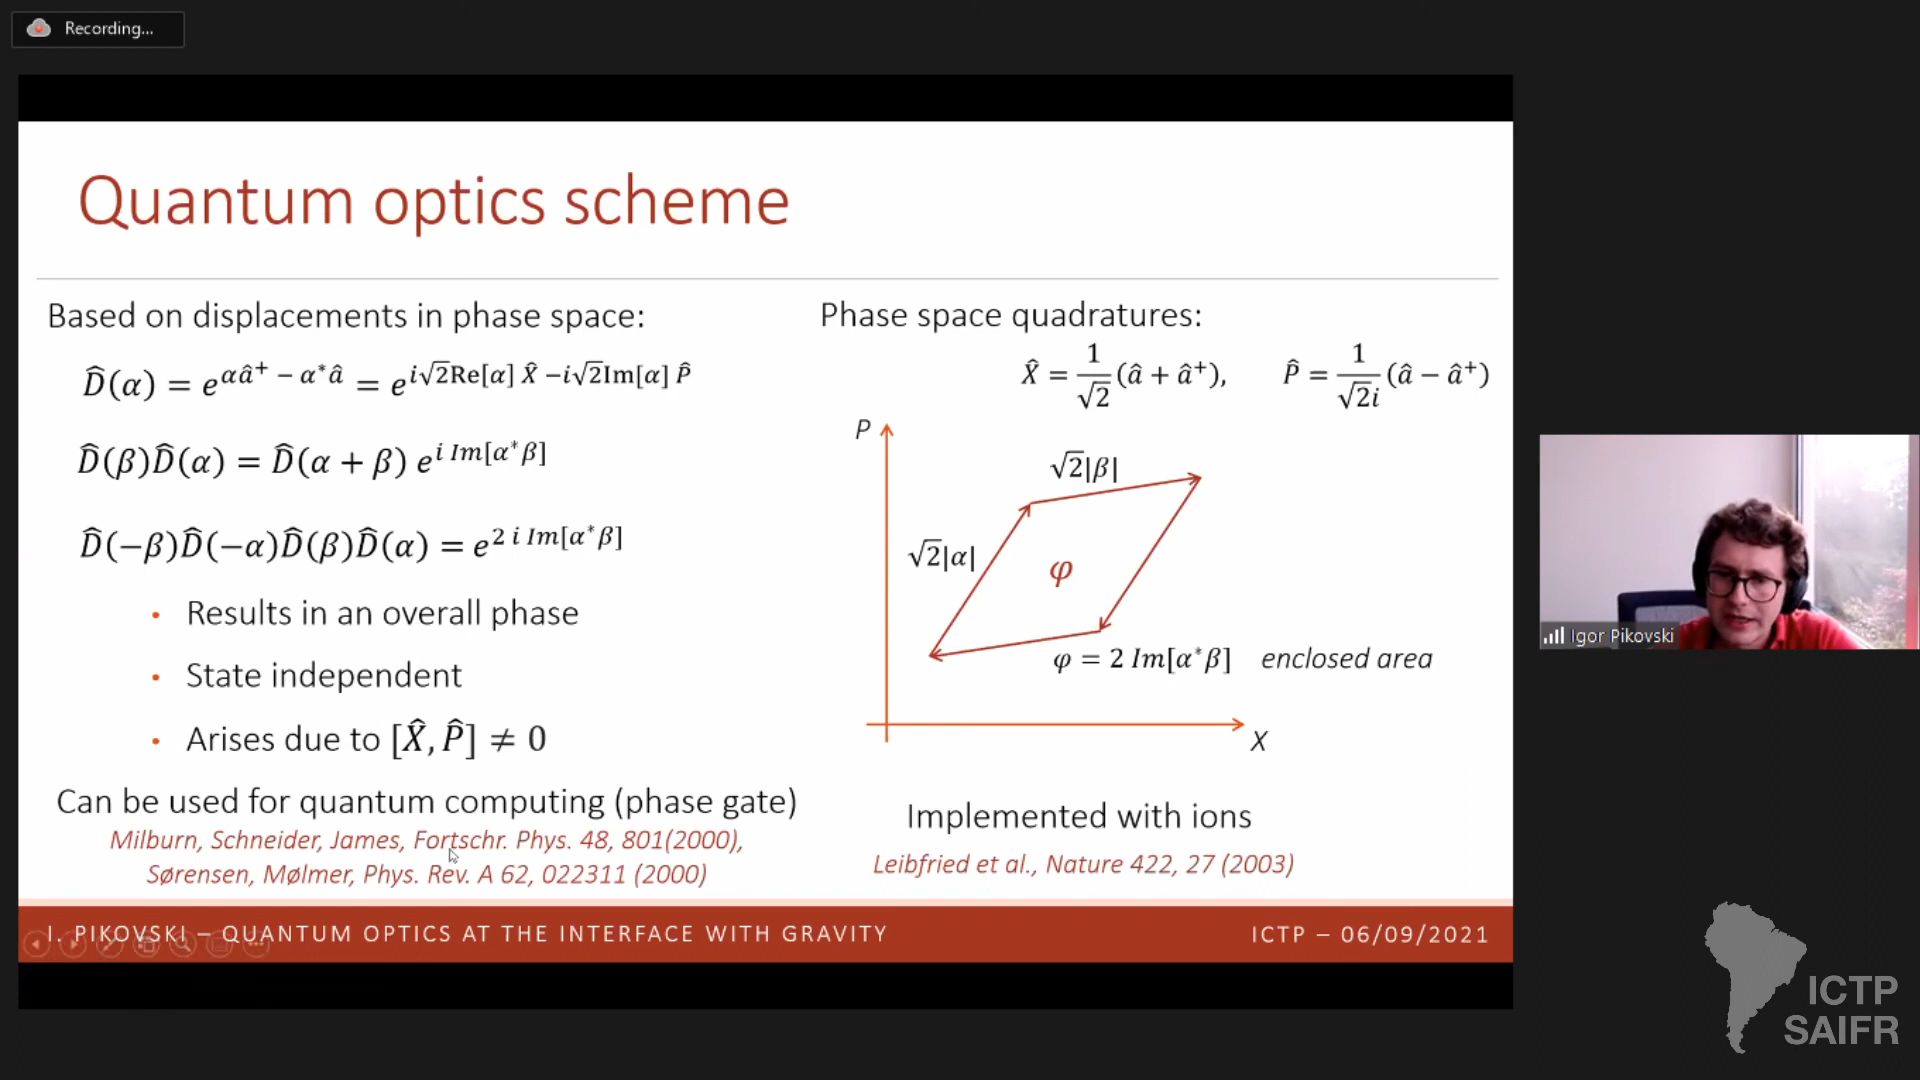 Recording...
Quantum optics scheme
Based on displacements in phase space:
D̂(α) = e^{αâ⁺ − α*â} = e^{i√2Re[α] X̂ −i√2Im[α] P̂}
D̂(β)D̂(α) = D̂(α + β) e^{i Im[α*β]}
D̂(−β)D̂(−α)D̂(β)D̂(α) = e^{2 i Im[α*β]}
• Results in an overall phase
• State independent
• Arises due to [X̂, P̂] ≠ 0
Can be used for quantum computing (phase gate)
Milburn, Schneider, James, Fortschr. Phys. 48, 801(2000),
Sørensen, Mølmer, Phys. Rev. A 62, 022311 (2000)
Phase space quadratures:
X̂ = 1/√2 (â + â⁺), P̂ = 1/√2i (â − â⁺)
P
√2|β|
√2|α|
φ
φ = 2 Im[α*β] enclosed area
X
Implemented with ions
Leibfried et al., Nature 422, 27 (2003)
I. PIKOVSKI – QUANTUM OPTICS AT THE INTERFACE WITH GRAVITY
ICTP – 06/09/2021
Igor Pikovski
ICTP
SAIFR